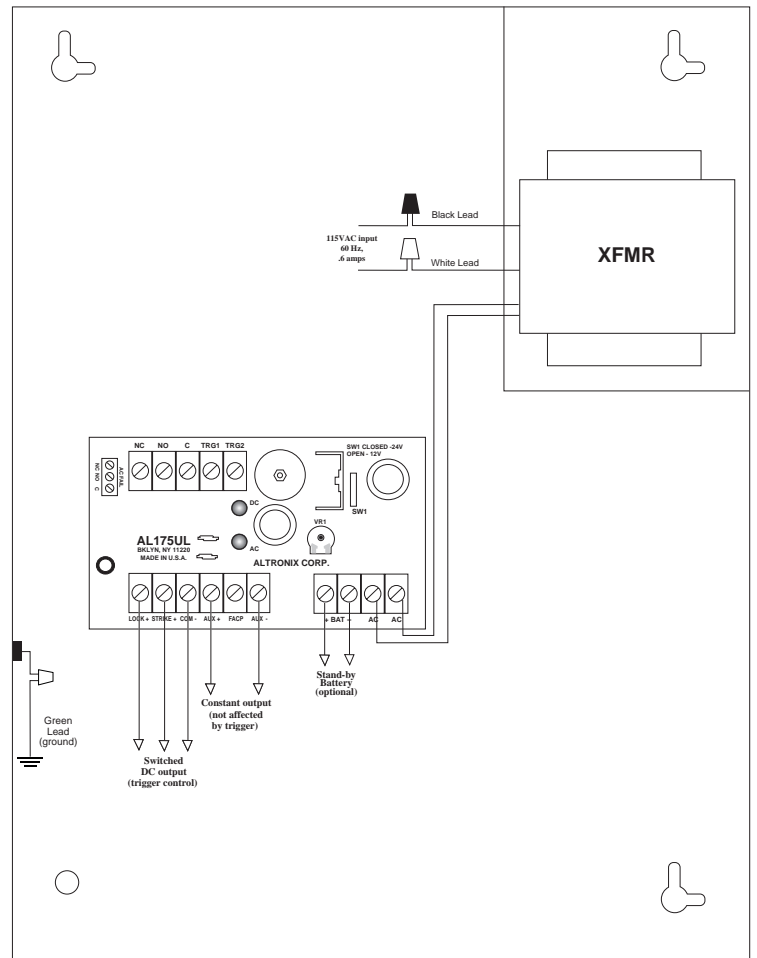 Black Lead
115VAC input
60 Hz,
.6 amps
White Lead
XFMR
NC NO C TRG1 TRG2
SW1 CLOSED -24V
OPEN - 12V
AC FAIL
NC NO C
DC
SW1
VR1
AL175UL
BKLYN, NY 11220
MADE IN U.S.A.
AC
ALTRONIX CORP.
LOCK + STRIKE + COM - AUX + FACP AUX -
+ BAT - AC AC
Stand-by
Battery
(optional)
Constant output
(not affected
by trigger)
Green
Lead
(ground)
Switched
DC output
(trigger control)